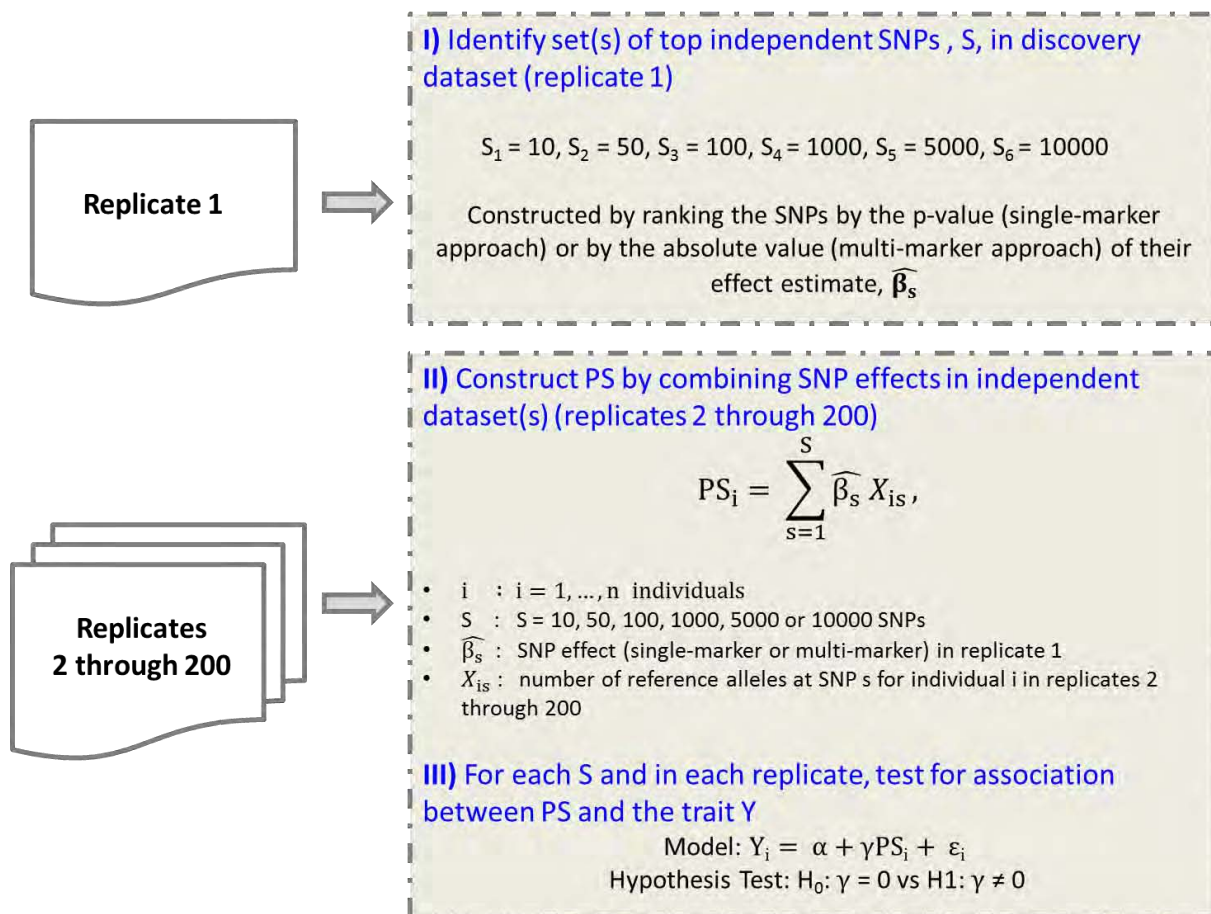 I) Identify set(s) of top independent SNPs , S, in discovery
dataset (replicate 1)
S₁ = 10, S₂ = 50, S₃ = 100, S₄ = 1000, S₅ = 5000, S₆ = 10000
Replicate 1
Constructed by ranking the SNPs by the p-value (single-marker
approach) or by the absolute value (multi-marker approach) of their
effect estimate, β̂ₛ
II) Construct PS by combining SNP effects in independent
dataset(s) (replicates 2 through 200)
PSᵢ = ∑ₛ₌₁ˢ β̂ₛ Xᵢₛ,
Replicates
2 through 200
• i : i = 1, …, n individuals
• S : S = 10, 50, 100, 1000, 5000 or 10000 SNPs
• β̂ₛ : SNP effect (single-marker or multi-marker) in replicate 1
• Xᵢₛ : number of reference alleles at SNP s for individual i in replicates 2
through 200
III) For each S and in each replicate, test for association
between PS and the trait Y
Model: Yᵢ = α + γPSᵢ + εᵢ
Hypothesis Test: H₀: γ = 0 vs H1: γ ≠ 0